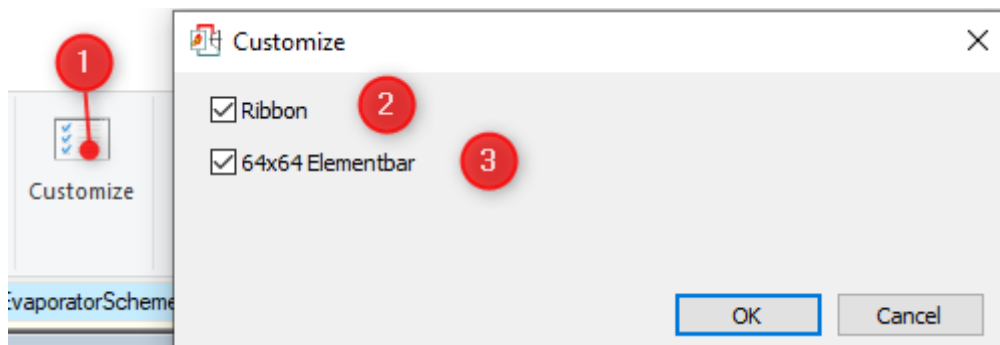 1
Customize
Ribbon
2
64x64 Elementbar
3
Customize
EvaporatorScheme
OK
Cancel